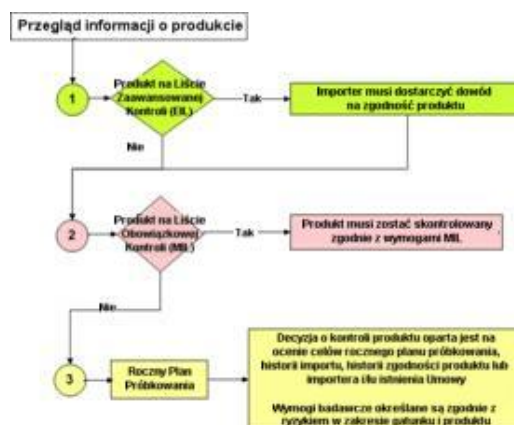 Przegląd informacji o produkcie
1
Produkt na Liście
Zaawansowanej
Kontroli (EIL)
Tak
Importer musi dostarczyć dowód
na zgodność produktu
Nie
2
Produkt na Liście
Obowiązkowej
Kontroli (MIL)
Tak
Produkt musi zostać skontrolowany
zgodnie z wymogami MIL
Nie
3
Roczny Plan
Próbkowania
Decyzja o kontroli produktu oparta jest na
ocenie celów rocznego planu próbkowania,
historii importu, historii zgodności produktu lub
importera i/lu istnienia Umowy
Wymogi badawcze określane są zgodnie z
ryzykiem w zakresie gatunku i produktu